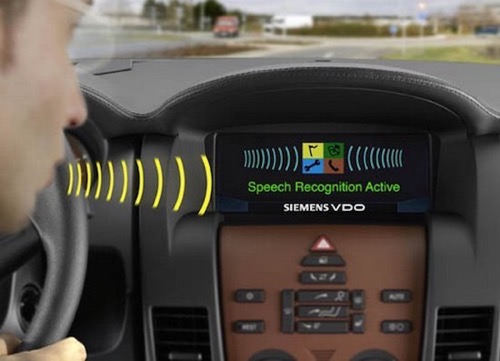 Speech Recognition Active
SIEMENS VDO
AUTO